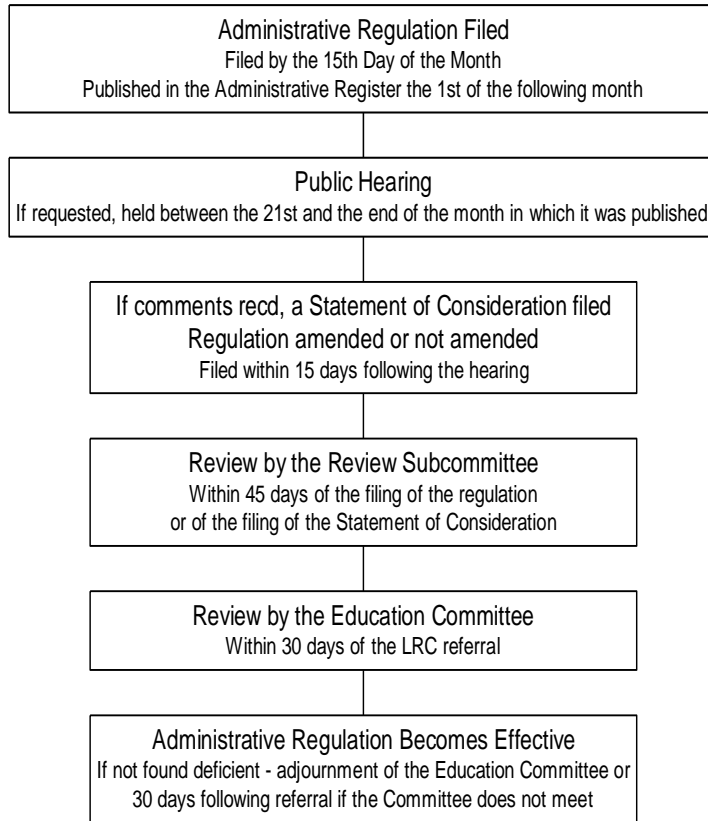 Administrative Regulation Filed
Filed by the 15th Day of the Month
Published in the Administrative Register the 1st of the following month
Public Hearing
If requested, held between the 21st and the end of the month in which it was published
If comments recd, a Statement of Consideration filed
Regulation amended or not amended
Filed within 15 days following the hearing
Review by the Review Subcommittee
Within 45 days of the filing of the regulation
or of the filing of the Statement of Consideration
Review by the Education Committee
Within 30 days of the LRC referral
Administrative Regulation Becomes Effective
If not found deficient - adjournment of the Education Committee or
30 days following referral if the Committee does not meet